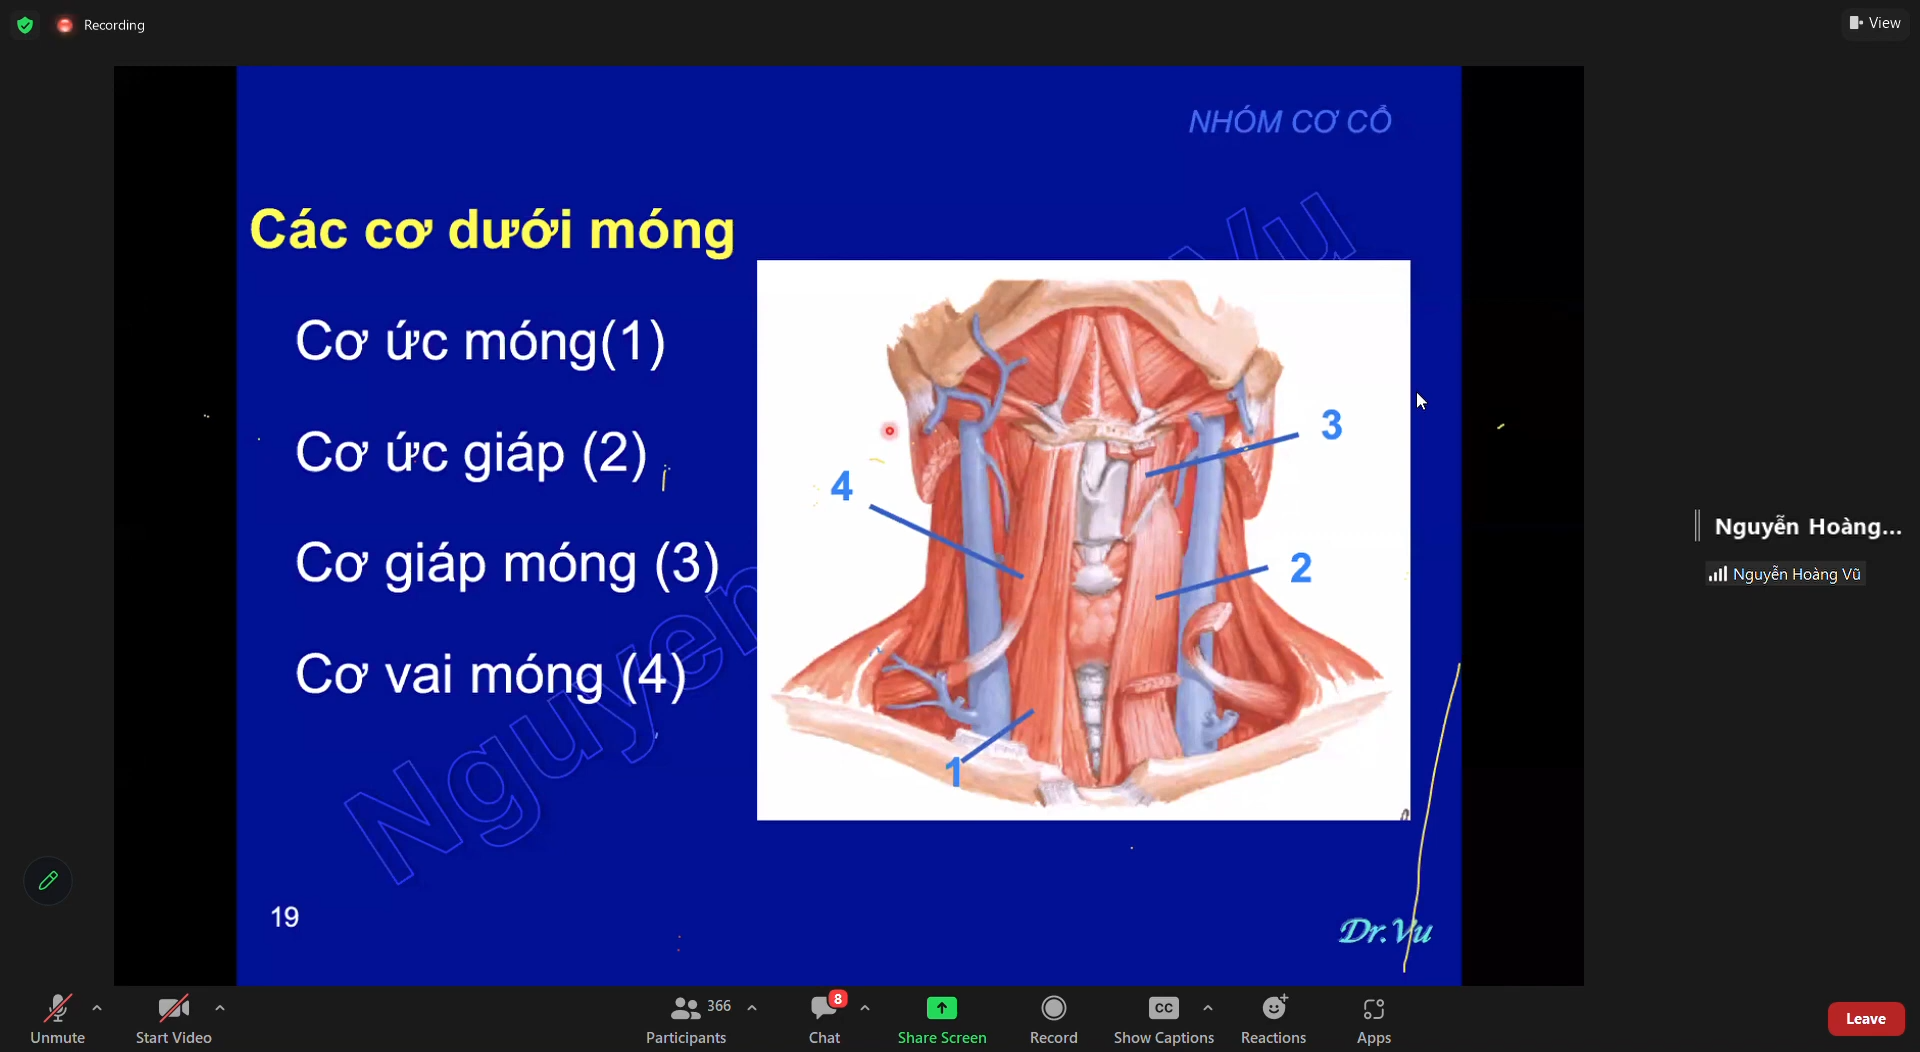 Recording
View
NHÓM CƠ CỔ
Các cơ dưới móng
Cơ ức móng(1)
Cơ ức giáp (2)
Cơ giáp móng (3)
Cơ vai móng (4)
3
4
2
1
Nguyen
Vu
19
Dr.Vu
Nguyễn Hoàng...
Nguyễn Hoàng Vũ
Unmute
Start Video
366
Participants
8
Chat
Share Screen
Record
CC
Show Captions
Reactions
Apps
Leave